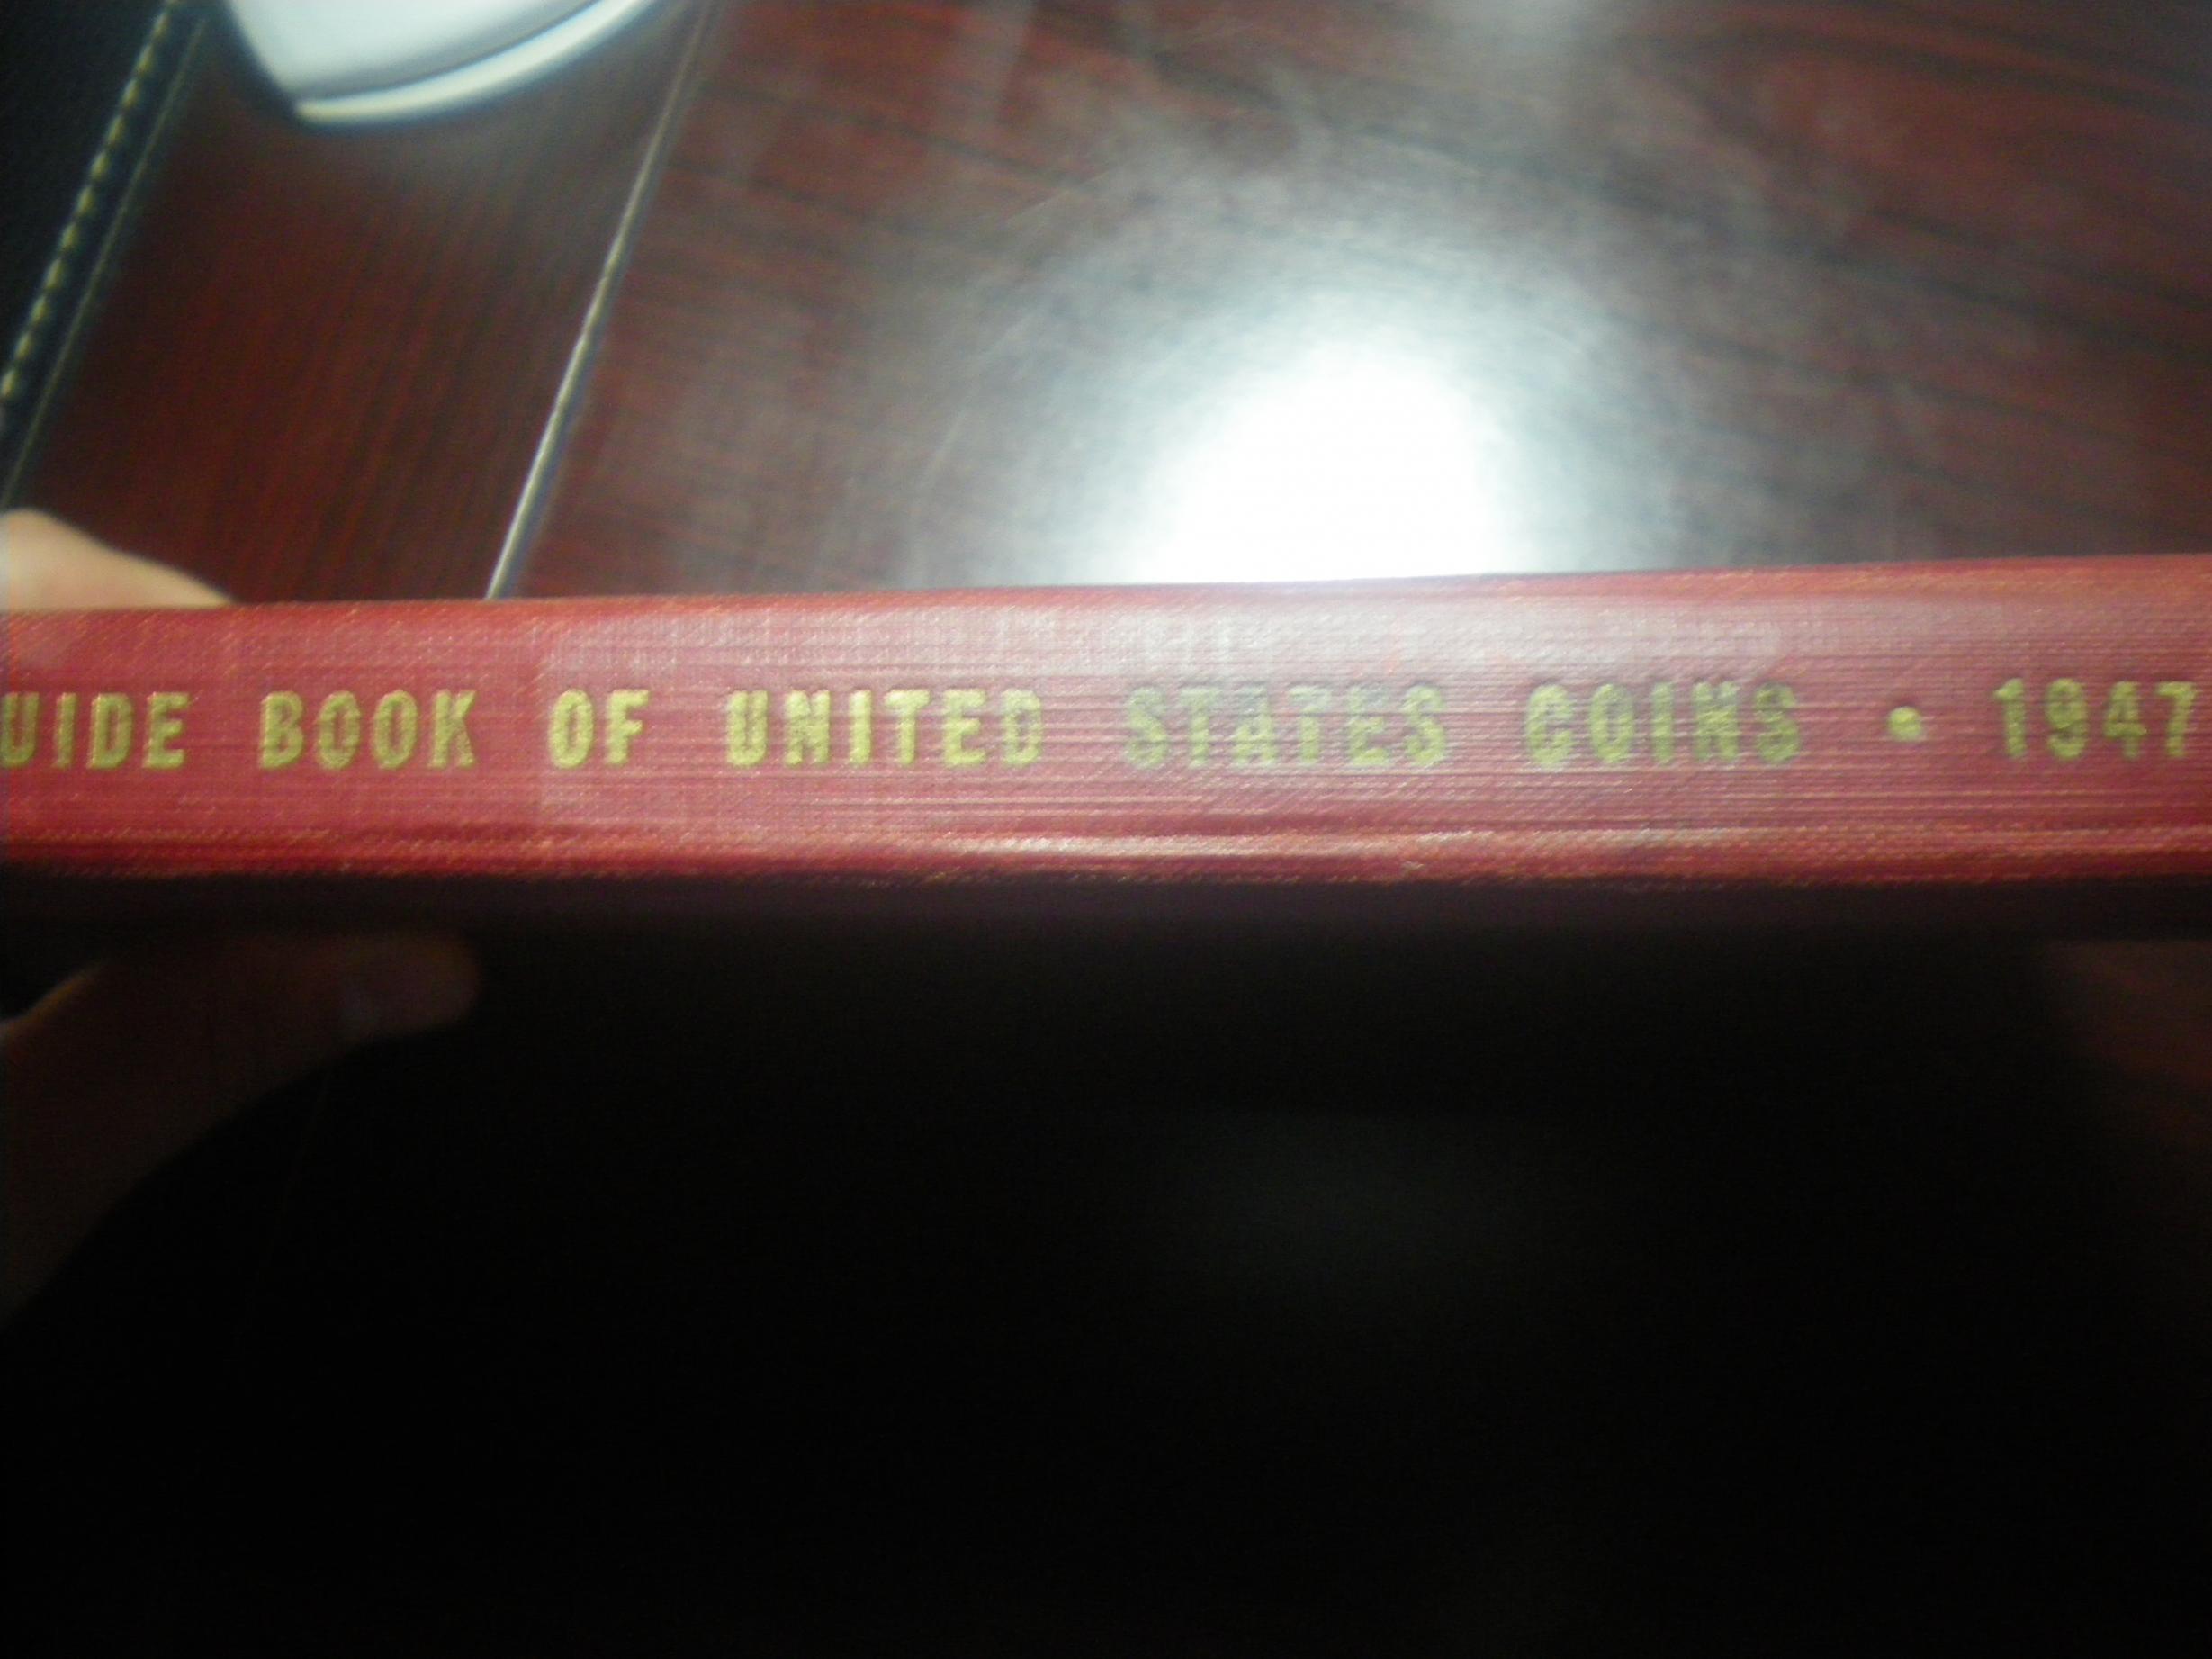 UIDE BOOK OF UNITED STATES COINS • 1947